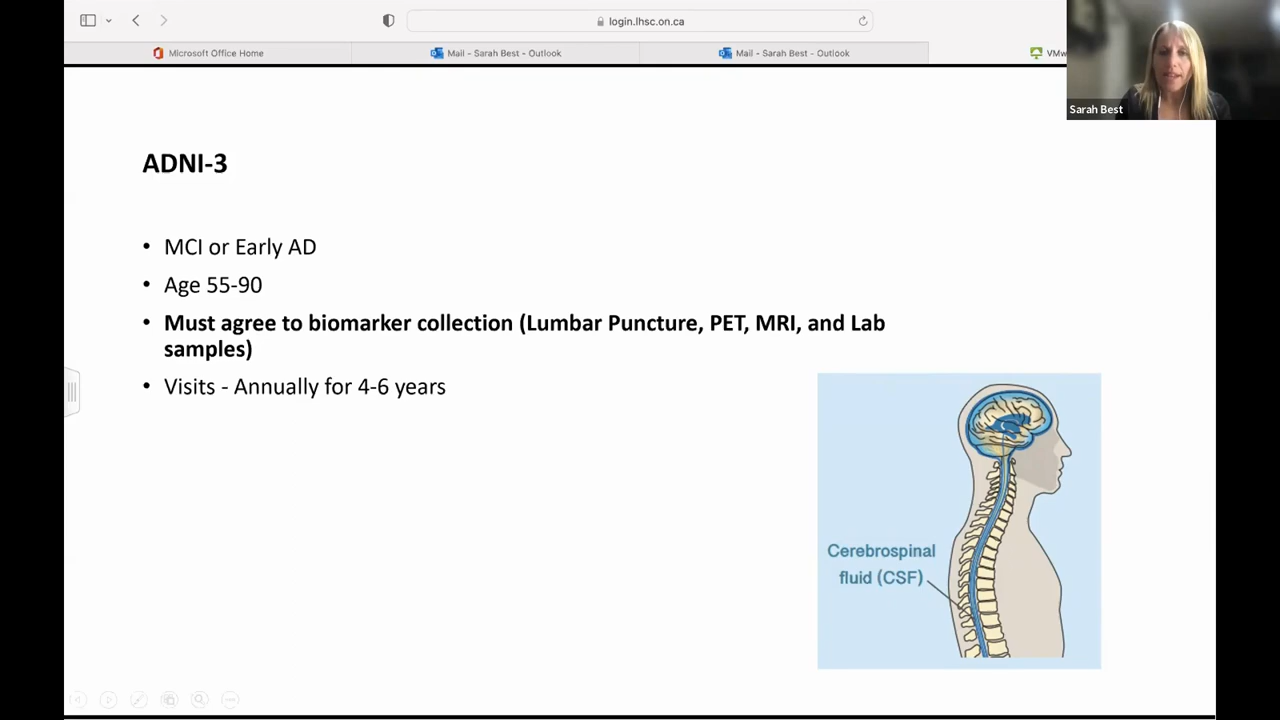 login.lhsc.on.ca
Microsoft Office Home
Mail - Sarah Best - Outlook
Mail - Sarah Best - Outlook
Sarah Best
ADNI-3
• MCI or Early AD
• Age 55-90
• Must agree to biomarker collection (Lumbar Puncture, PET, MRI, and Lab
samples)
• Visits - Annually for 4-6 years
Cerebrospinal
fluid (CSF)